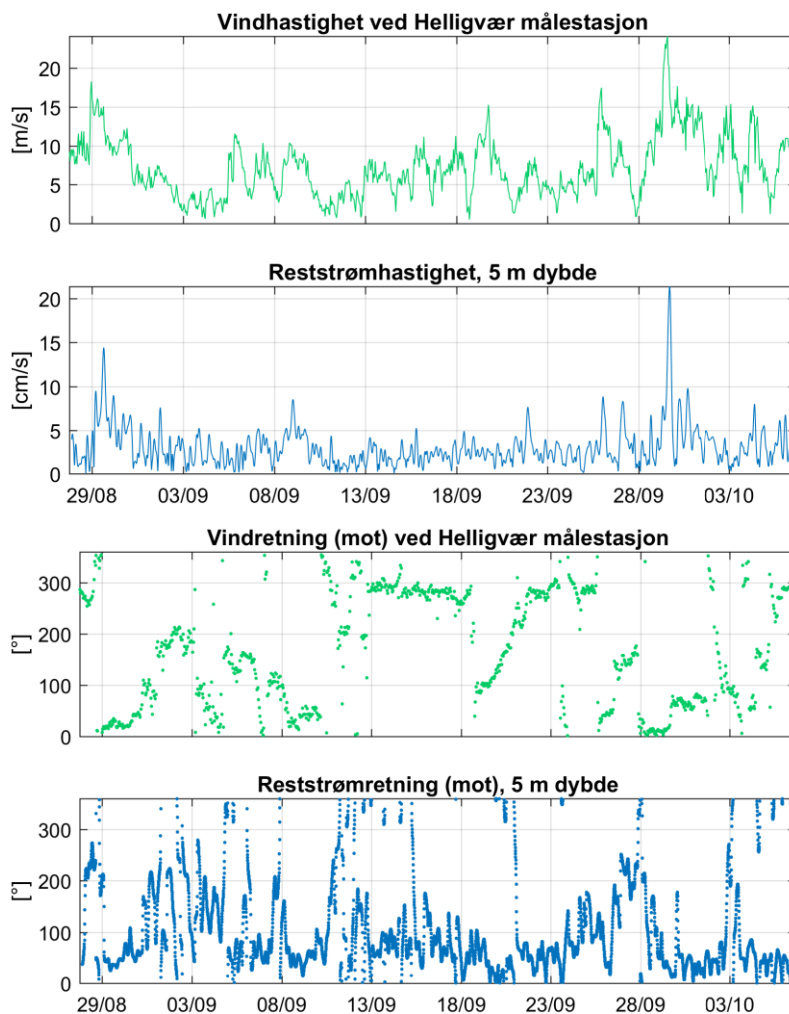 Vindhastighet ved Helligvær målestasjon
[m/s]
20
15
10
5
0
Reststrømhastighet, 5 m dybde
[cm/s]
20
15
10
5
0
29/08 03/09 08/09 13/09 18/09 23/09 28/09 03/10
Vindretning (mot) ved Helligvær målestasjon
[°]
300
200
100
0
Reststrømretning (mot), 5 m dybde
[°]
300
200
100
0
29/08 03/09 08/09 13/09 18/09 23/09 28/09 03/10